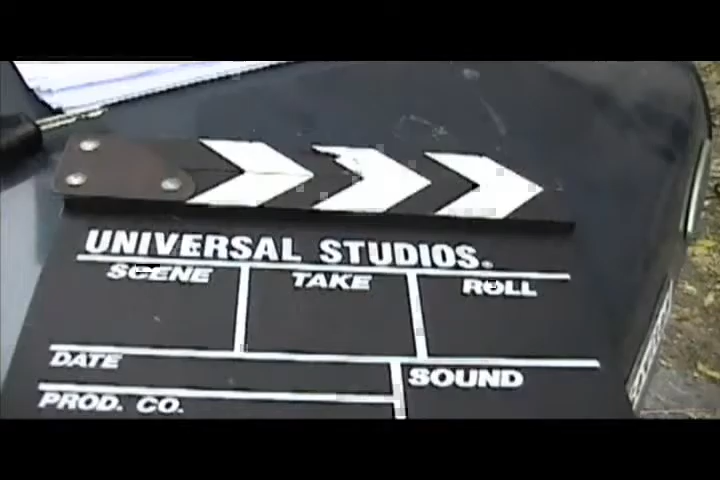 UNIVERSAL STUDIOS.
SCENE TAKE ROLL
DATE
SOUND
PROD. CO.